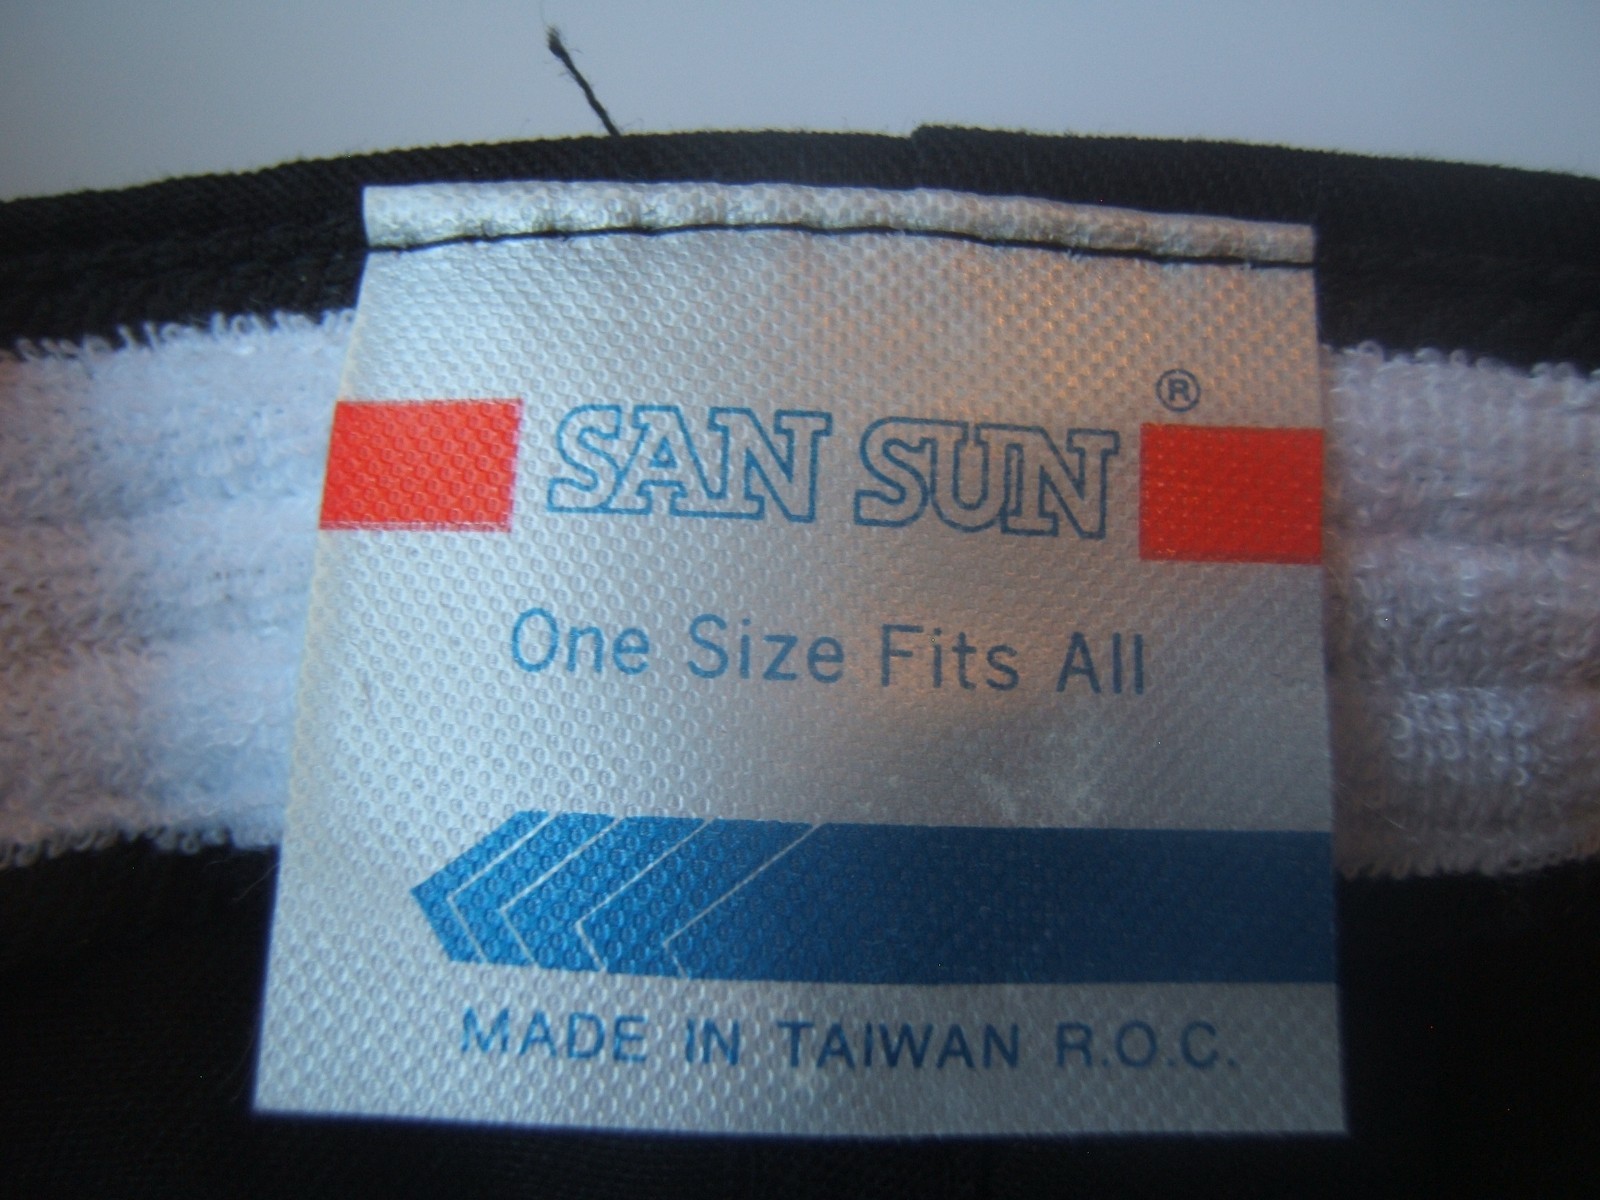 SAN SUN ®
One Size Fits All
MADE IN TAIWAN R.O.C.